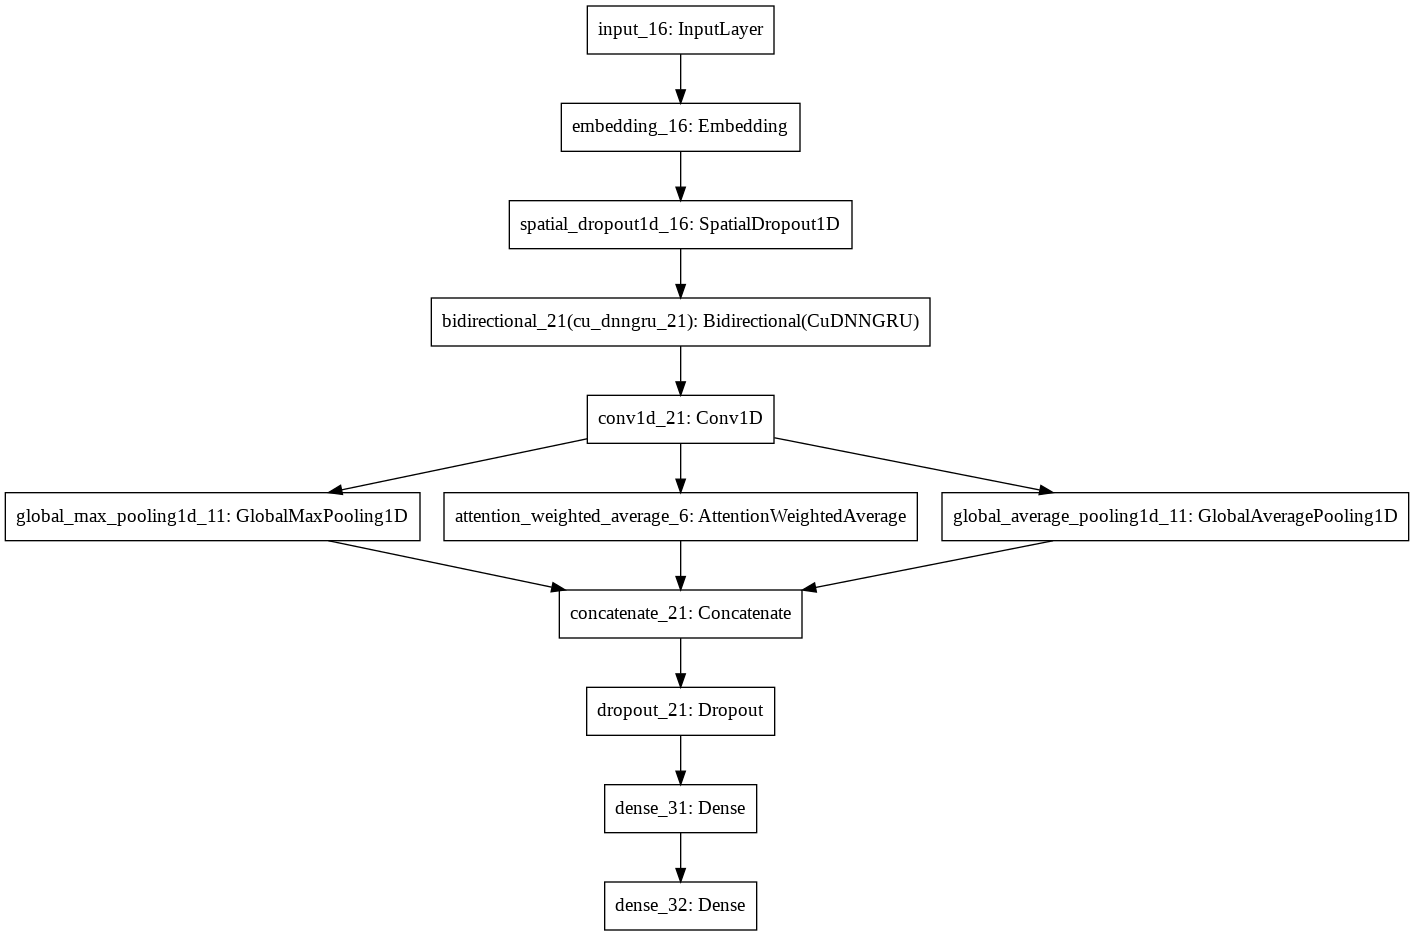 input_16: InputLayer
embedding_16: Embedding
spatial_dropout1d_16: SpatialDropout1D
bidirectional_21(cu_dnngru_21): Bidirectional(CuDNNGRU)
conv1d_21: Conv1D
global_max_pooling1d_11: GlobalMaxPooling1D
attention_weighted_average_6: AttentionWeightedAverage
global_average_pooling1d_11: GlobalAveragePooling1D
concatenate_21: Concatenate
dropout_21: Dropout
dense_31: Dense
dense_32: Dense